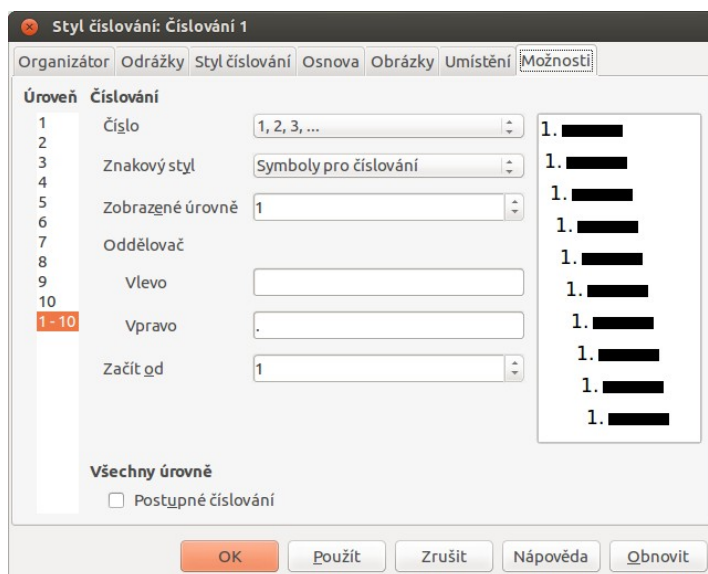 Styl číslování: Číslování 1
Organizátor Odrážky Styl číslování Osnova Obrázky Umístění Možnosti
Úroveň Číslování
1
2
3
4
5
6
7
8
9
10
1 - 10
Číslo 1, 2, 3, ...
Znakový styl Symboly pro číslování
Zobrazené úrovně 1
Oddělovač
Vlevo
Vpravo .
Začít od 1
1.
1.
1.
1.
1.
1.
1.
1.
1.
1.
Všechny úrovně
Postupné číslování
OK Použít Zrušit Nápověda Obnovit